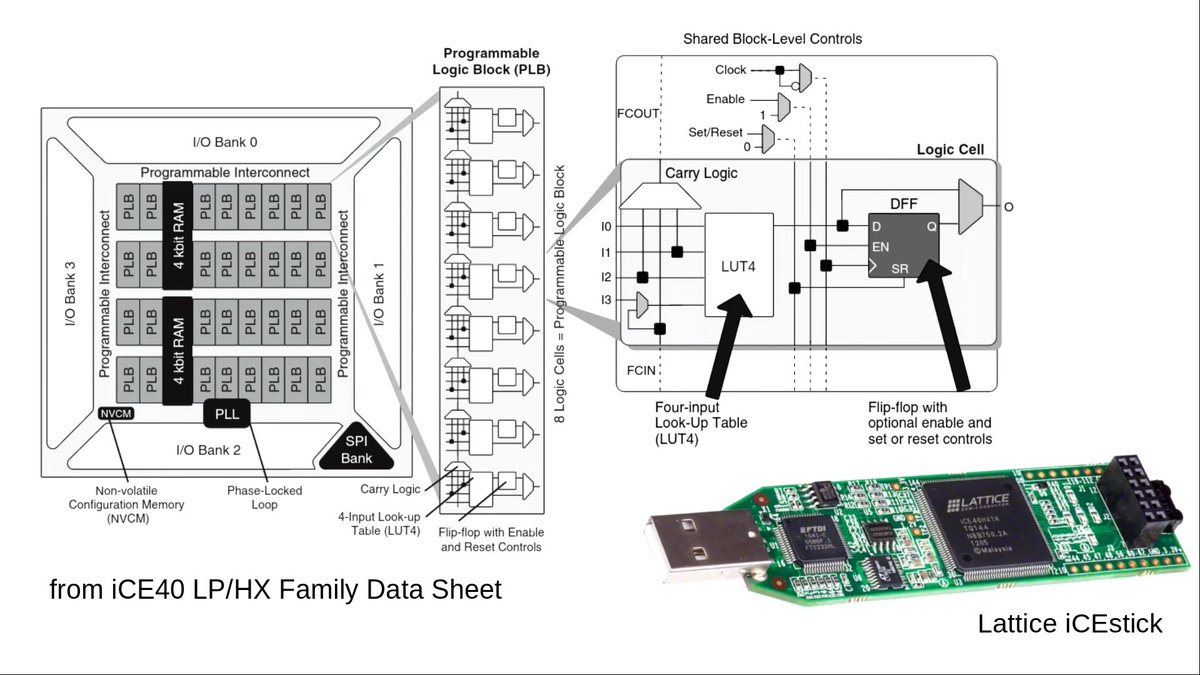 Shared Block-Level Controls
Programmable
Logic Block (PLB)
Clock
Enable
1
FCOUT
Set/Reset
0
Logic Cell
Carry Logic
I0
I1
I2
I3
LUT4
DFF
D
Q
EN
SR
O
FCIN
Four-input
Look-Up Table
(LUT4)
Flip-flop with
optional enable and
set or reset controls
8 Logic Cells = Programmable Logic Block
I/O Bank 0
Programmable Interconnect
I/O Bank 3
Programmable Interconnect
PLB PLB 4 kbit RAM PLB PLB PLB PLB PLB PLB
PLB PLB PLB PLB PLB PLB PLB PLB
PLB PLB 4 kbit RAM PLB PLB PLB PLB PLB PLB
PLB PLB PLB PLB PLB PLB PLB PLB
Programmable Interconnect
I/O Bank 1
NVCM
PLL
I/O Bank 2
SPI
Bank
Non-volatile
Configuration Memory
(NVCM)
Phase-Locked
Loop
Carry Logic
4-Input Look-up
Table (LUT4)
Flip-flop with Enable
and Reset Controls
from iCE40 LP/HX Family Data Sheet
FTDI
LATTICE
SEMICONDUCTOR
iCE40HX1K
TQ144
Malaysia
Lattice iCEstick